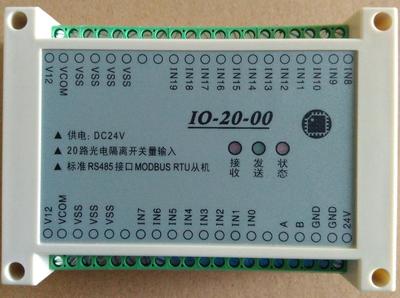 V12 VCOM VSS VSS VSS VSS IN19 IN18 IN17 IN16 IN15 IN14 IN13 IN12 IN11 IN10 IN9 IN8
IO-20-00
▲ 供电: DC24V
▲ 20路光电隔离开关量输入
▲ 标准RS485接口MODBUS RTU从机
接收 发送 状态
V12 VCOM VSS VSS VSS IN7 IN6 IN5 IN4 IN3 IN2 IN1 IN0 A B GND GND 24V